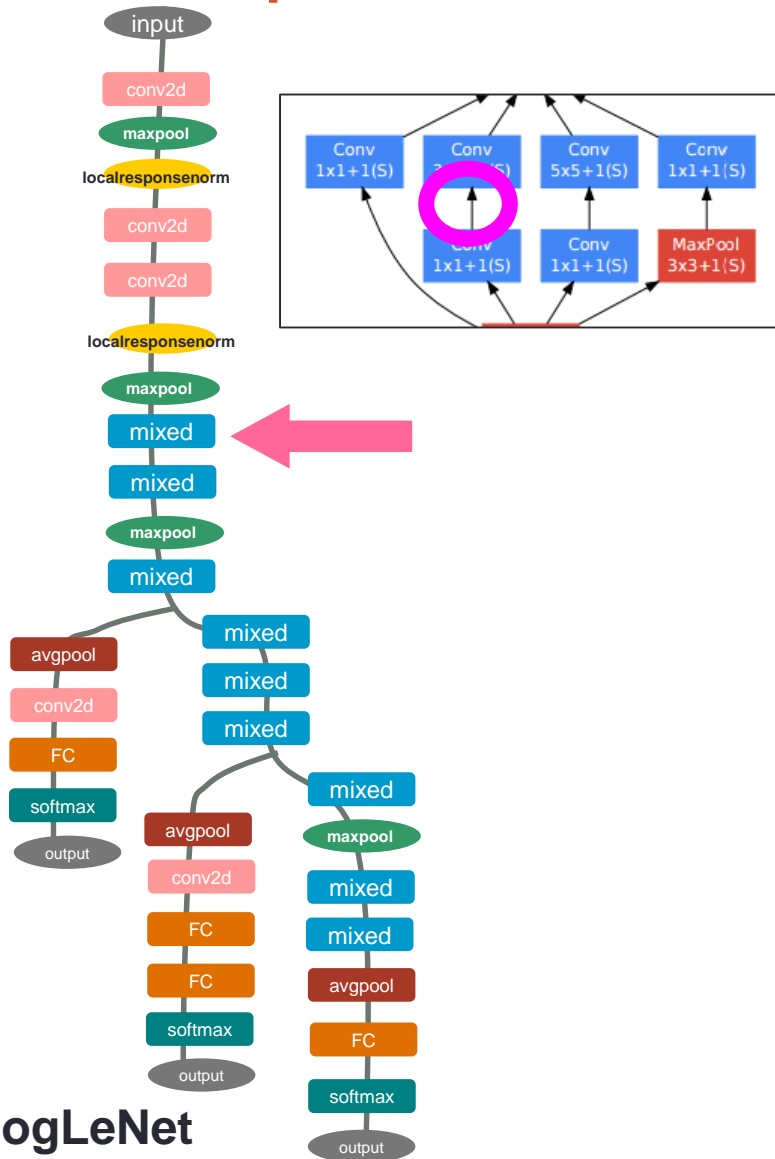 input
conv2d
maxpool
localresponsenorm
conv2d
conv2d
localresponsenorm
maxpool
mixed
mixed
maxpool
mixed
Conv
1x1+1(S)
Conv
Conv
5x5+1(S)
Conv
1x1+1(S)
Conv
1x1+1(S)
Conv
1x1+1(S)
MaxPool
3x3+1(S)
avgpool
conv2d
FC
softmax
output
mixed
mixed
mixed
avgpool
conv2d
FC
FC
softmax
output
mixed
maxpool
mixed
mixed
avgpool
FC
softmax
output
ogLeNet